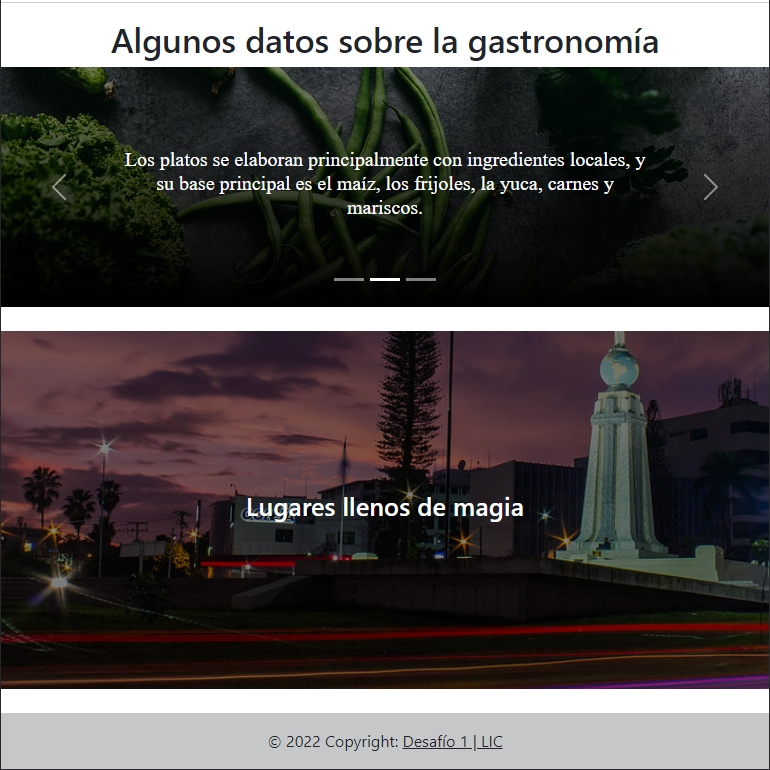 Algunos datos sobre la gastronomía
Los platos se elaboran principalmente con ingredientes locales, y
su base principal es el maíz, los frijoles, la yuca, carnes y
mariscos.
Lugares llenos de magia
© 2022 Copyright: Desafío 1 | LIC